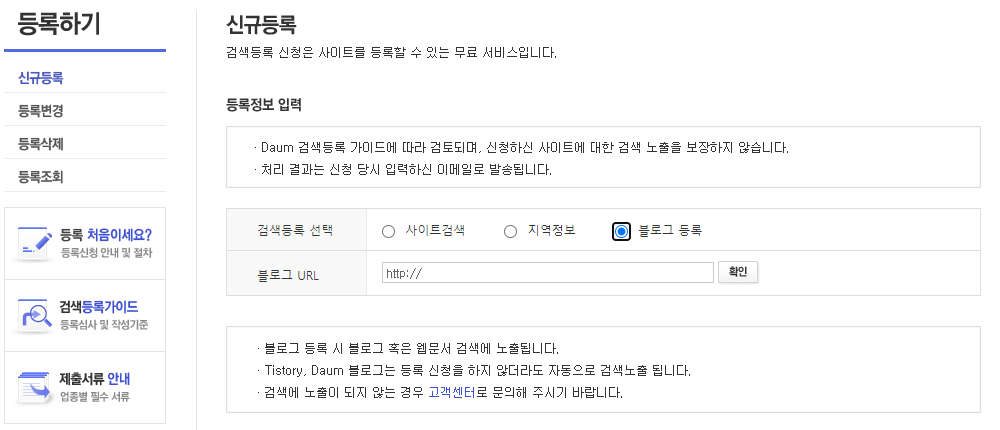 등록하기
신규등록
등록변경
등록삭제
등록조회
등록 처음이세요?
등록신청 안내 및 절차
검색등록가이드
등록심사 및 작성기준
제출서류 안내
업종별 필수 서류
신규등록
검색등록 신청은 사이트를 등록할 수 있는 무료 서비스입니다.
등록정보 입력
· Daum 검색등록 가이드에 따라 검토되며, 신청하신 사이트에 대한 검색 노출을 보장하지 않습니다.
· 처리 결과는 신청 당시 입력하신 이메일로 발송됩니다.
검색등록 선택 사이트검색 지역정보 블로그 등록
블로그 URL http:// 확인
· 블로그 등록 시 블로그 혹은 웹문서 검색에 노출됩니다.
· Tistory, Daum 블로그는 등록 신청을 하지 않더라도 자동으로 검색노출 됩니다.
· 검색에 노출이 되지 않는 경우 고객센터로 문의해 주시기 바랍니다.